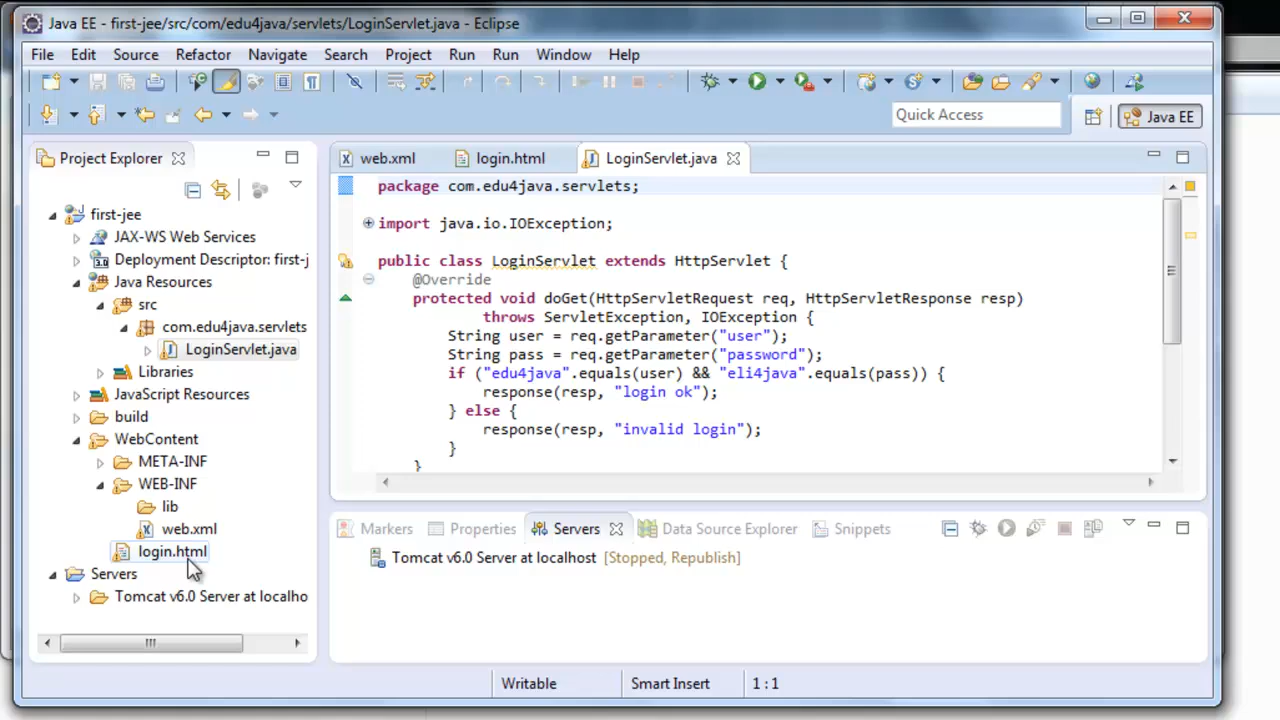 Java EE - first-jee/src/com/edu4java/servlets/LoginServlet.java - Eclipse
File Edit Source Refactor Navigate Search Project Run Run Window Help
Quick Access
Java EE
Project Explorer
first-jee
JAX-WS Web Services
3.0 Deployment Descriptor: first-j
Java Resources
src
com.edu4java.servlets
LoginServlet.java
Libraries
JavaScript Resources
build
WebContent
META-INF
WEB-INF
lib
web.xml
login.html
Servers
Tomcat v6.0 Server at localho
web.xml login.html LoginServlet.java
package com.edu4java.servlets;
import java.io.IOException;
public class LoginServlet extends HttpServlet {
@Override
protected void doGet(HttpServletRequest req, HttpServletResponse resp)
throws ServletException, IOException {
String user = req.getParameter("user");
String pass = req.getParameter("password");
if ("edu4java".equals(user) && "eli4java".equals(pass)) {
response(resp, "login ok");
} else {
response(resp, "invalid login");
}
}
Markers Properties Servers Data Source Explorer Snippets
Tomcat v6.0 Server at localhost [Stopped, Republish]
Writable Smart Insert 1 : 1